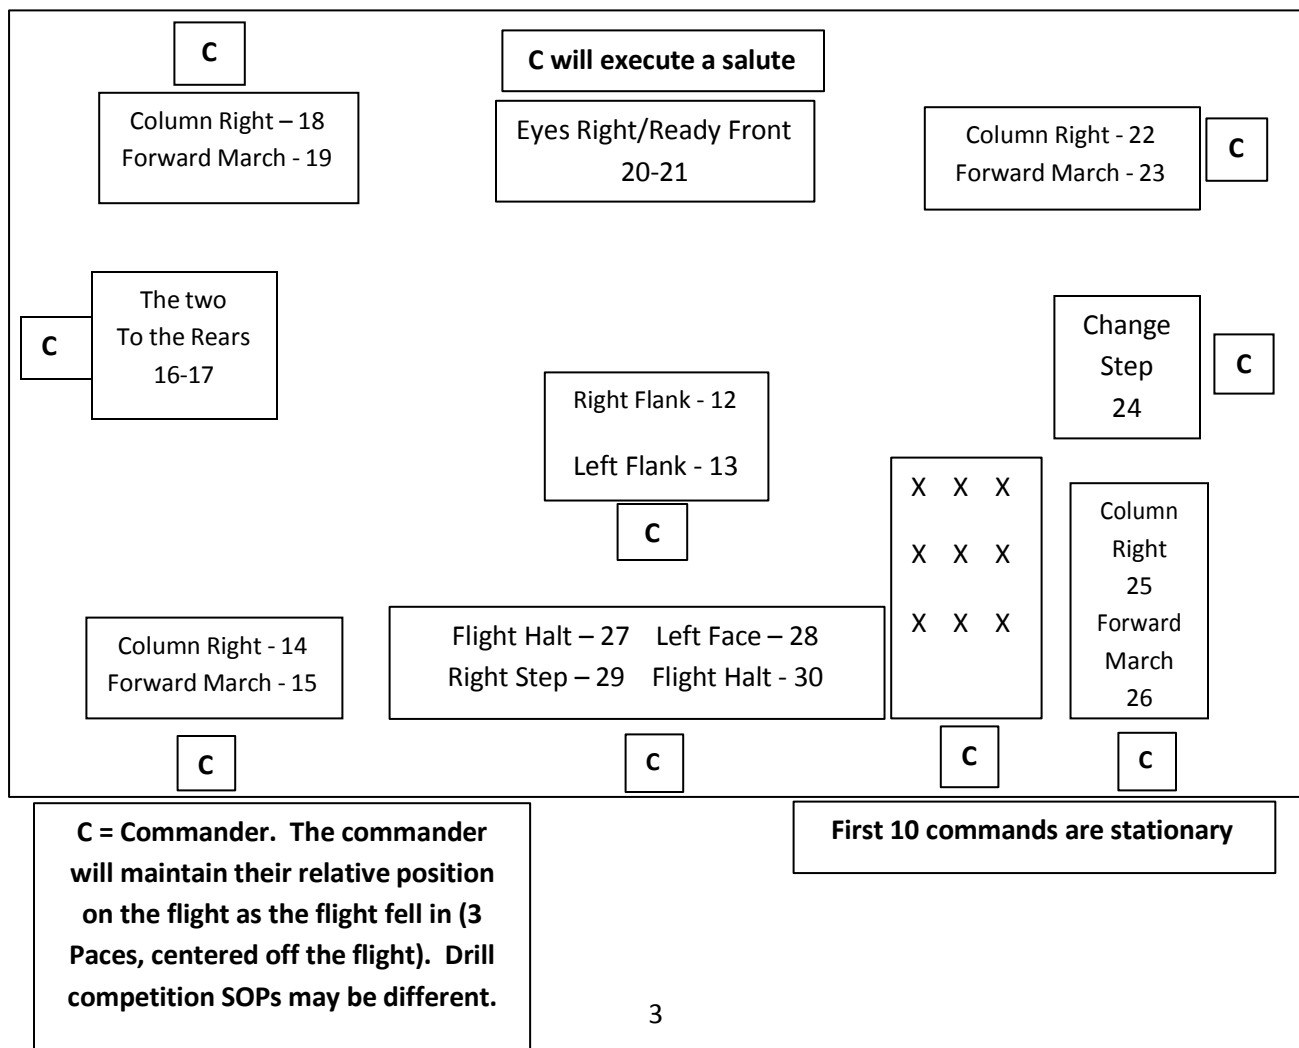 C
C will execute a salute
Column Right – 18
Forward March - 19
Eyes Right/Ready Front
20-21
Column Right - 22
Forward March - 23
C
C
The two
To the Rears
16-17
Change
Step
24
C
Right Flank - 12
Left Flank - 13
C
X X X
X X X
X X X
Column
Right
25
Forward
March
26
Column Right - 14
Forward March - 15
Flight Halt – 27 Left Face – 28
Right Step – 29 Flight Halt - 30
C
C
C
C
C = Commander. The commander
will maintain their relative position
on the flight as the flight fell in (3
Paces, centered off the flight). Drill
competition SOPs may be different.
First 10 commands are stationary
3